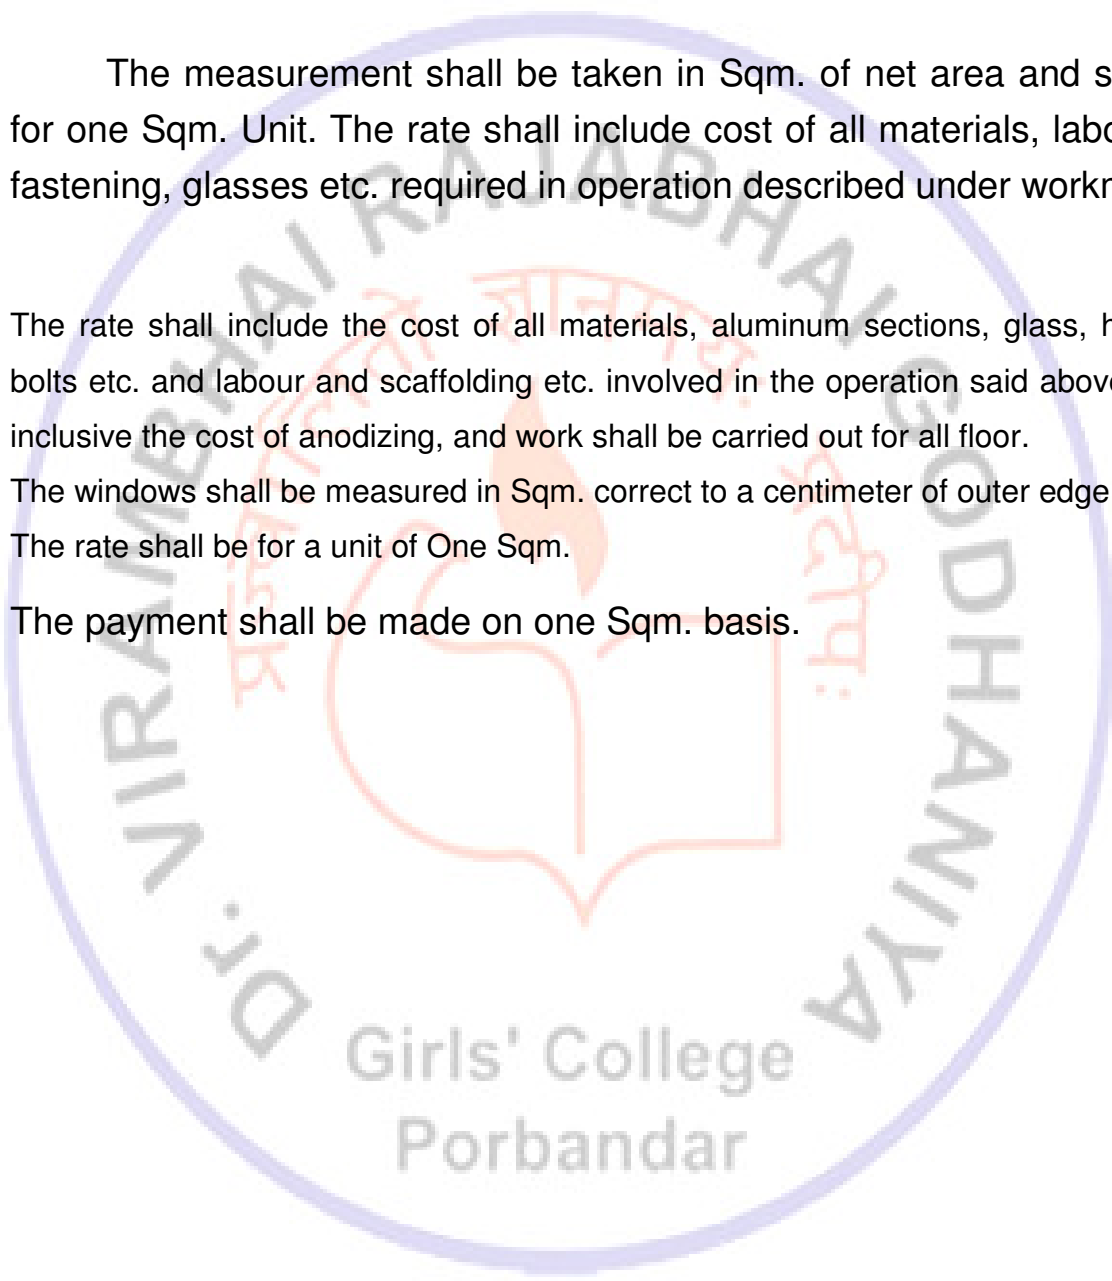 The measurement shall be taken in Sqm. of net area and s
for one Sqm. Unit. The rate shall include cost of all materials, labo
fastening, glasses etc. required in operation described under work
The rate shall include the cost of all materials, aluminum sections, glass, h
bolts etc. and labour and scaffolding etc. involved in the operation said above
inclusive the cost of anodizing, and work shall be carried out for all floor.
The windows shall be measured in Sqm. correct to a centimeter of outer edge
The rate shall be for a unit of One Sqm.
The payment shall be made on one Sqm. basis.
Dr. VIRAMBHAI RAJABHAI GODHANIYA
प्रज्वालितो ज्ञानमयः प्रदीपः
Girls' College
Porbandar